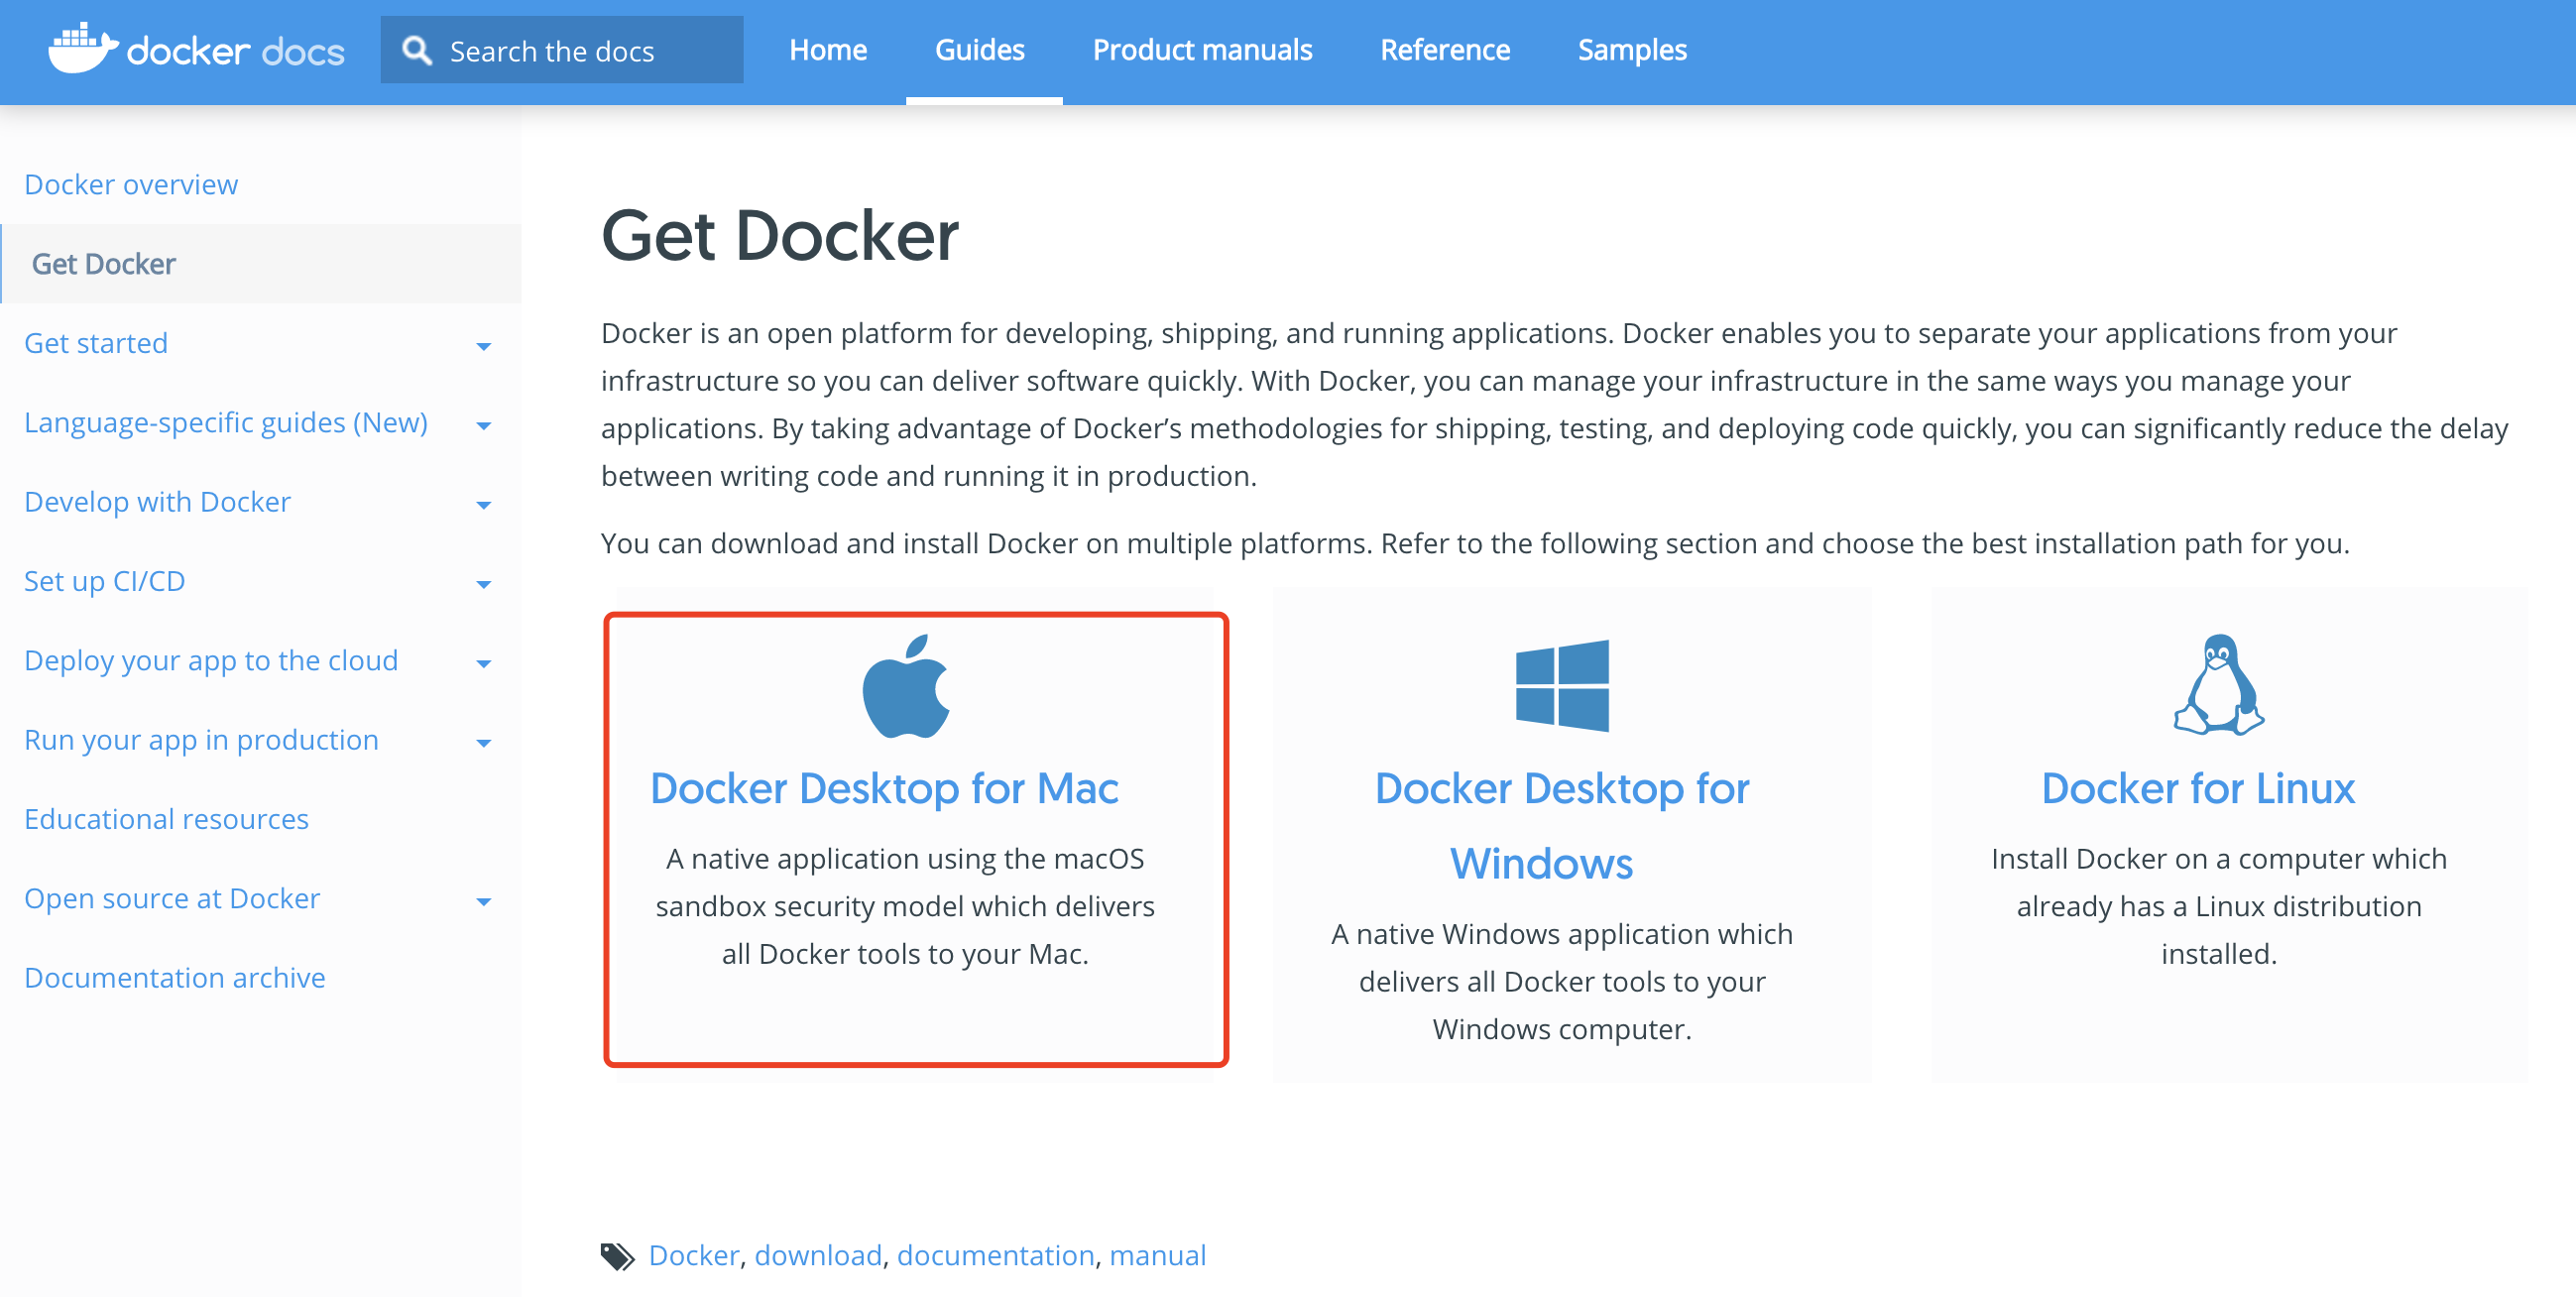 docker docs
Search the docs
Home
Guides
Product manuals
Reference
Samples
Docker overview
Get Docker
Get started
Language-specific guides (New)
Develop with Docker
Set up CI/CD
Deploy your app to the cloud
Run your app in production
Educational resources
Open source at Docker
Documentation archive
Get Docker
Docker is an open platform for developing, shipping, and running applications. Docker enables you to separate your applications from your
infrastructure so you can deliver software quickly. With Docker, you can manage your infrastructure in the same ways you manage your
applications. By taking advantage of Docker’s methodologies for shipping, testing, and deploying code quickly, you can significantly reduce the delay
between writing code and running it in production.
You can download and install Docker on multiple platforms. Refer to the following section and choose the best installation path for you.
Docker Desktop for Mac
A native application using the macOS
sandbox security model which delivers
all Docker tools to your Mac.
Docker Desktop for
Windows
A native Windows application which
delivers all Docker tools to your
Windows computer.
Docker for Linux
Install Docker on a computer which
already has a Linux distribution
installed.
Docker, download, documentation, manual